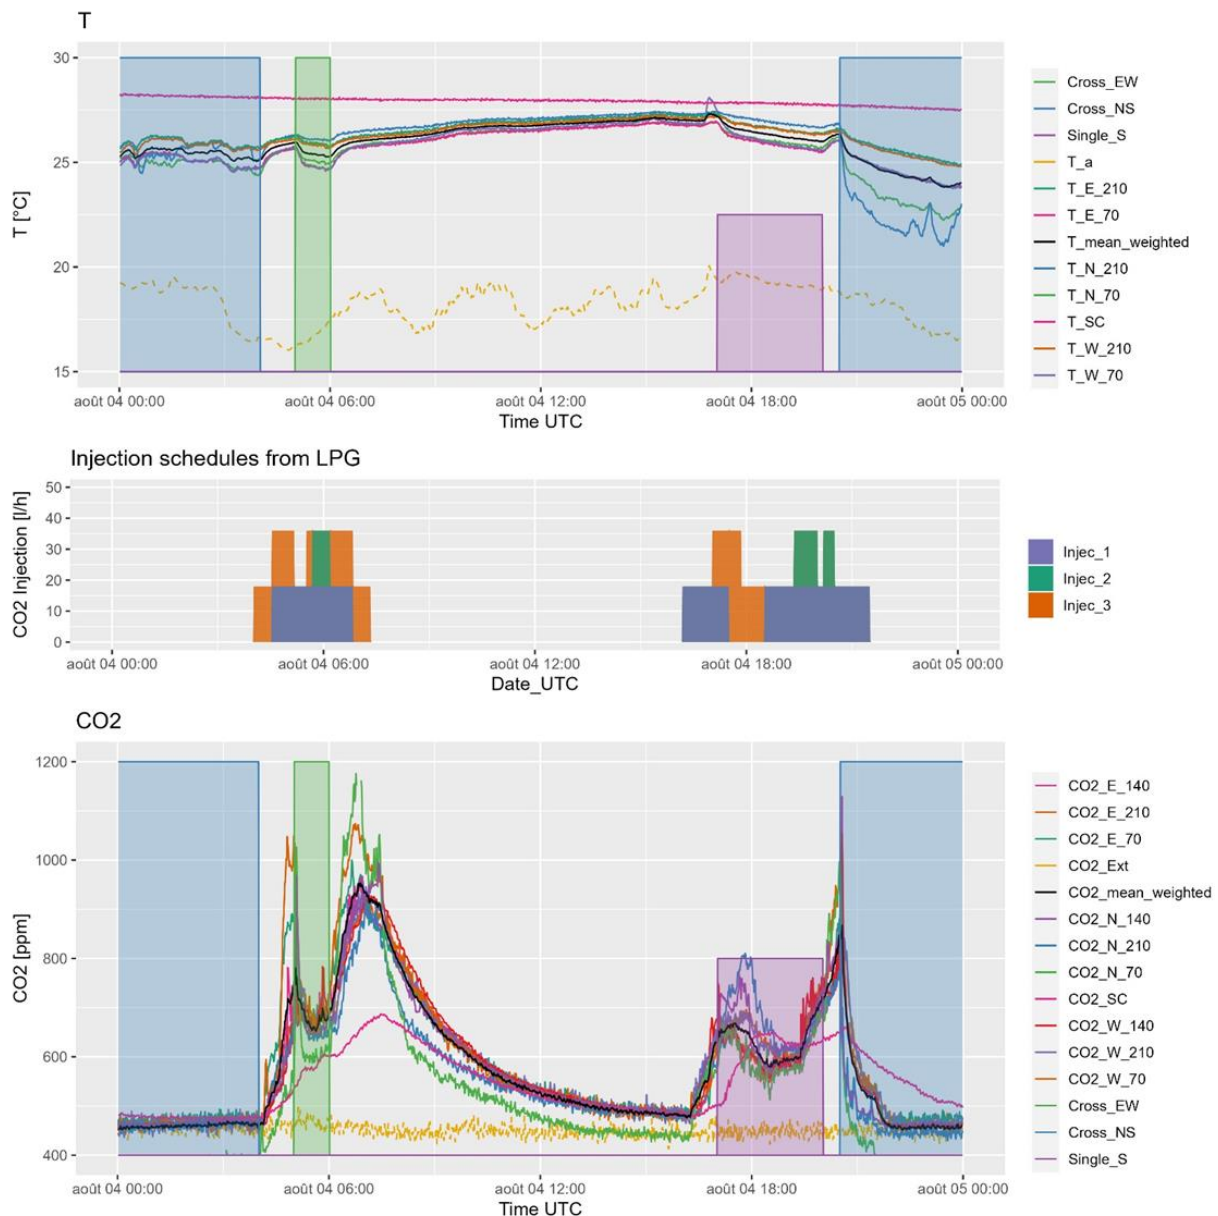 T
30
25
20
15
T [°C]
août 04 00:00
août 04 06:00
août 04 12:00
août 04 18:00
août 05 00:00
Time UTC
Cross_EW
Cross_NS
Single_S
T_a
T_E_210
T_E_70
T_mean_weighted
T_N_210
T_N_70
T_SC
T_W_210
T_W_70
Injection schedules from LPG
50
40
30
20
10
0
CO2 Injection [l/h]
août 04 00:00
août 04 06:00
août 04 12:00
août 04 18:00
août 05 00:00
Date_UTC
Injec_1
Injec_2
Injec_3
CO2
1200
1000
800
600
400
CO2 [ppm]
août 04 00:00
août 04 06:00
août 04 12:00
août 04 18:00
août 05 00:00
Time UTC
CO2_E_140
CO2_E_210
CO2_E_70
CO2_Ext
CO2_mean_weighted
CO2_N_140
CO2_N_210
CO2_N_70
CO2_SC
CO2_W_140
CO2_W_210
CO2_W_70
Cross_EW
Cross_NS
Single_S